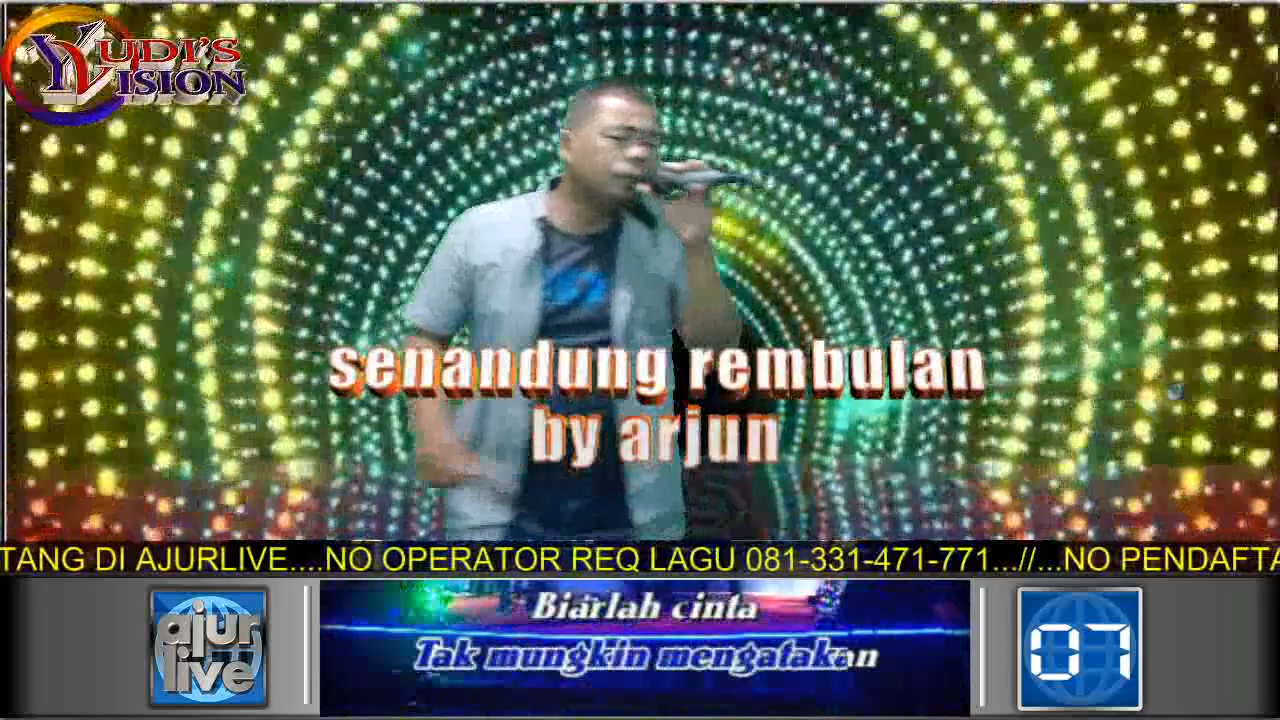 YUDI'S
VISION
senandung rembulan
by arjun
TANG DI AJURLIVE....NO OPERATOR REQ LAGU 081-331-471-771...//...NO PENDAFTA
ajur
live
Biarlah cinta
Tak mungkin mengatakan
07